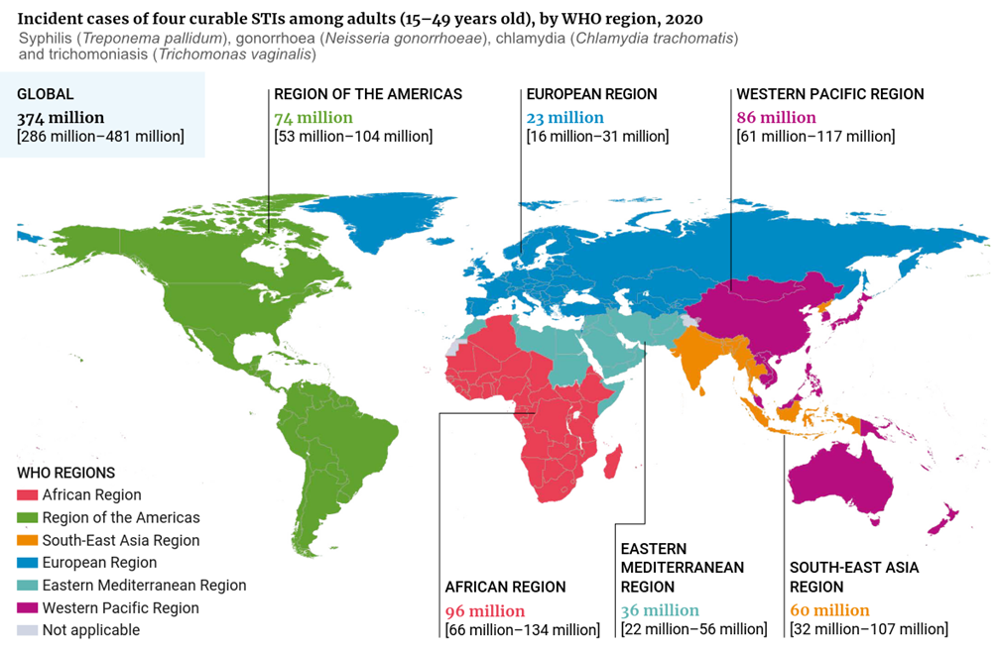 Incident cases of four curable STIs among adults (15–49 years old), by WHO region, 2020
Syphilis (Treponema pallidum), gonorrhoea (Neisseria gonorrhoeae), chlamydia (Chlamydia trachomatis)
and trichomoniasis (Trichomonas vaginalis)
GLOBAL
374 million
[286 million–481 million]
REGION OF THE AMERICAS
74 million
[53 million–104 million]
EUROPEAN REGION
23 million
[16 million–31 million]
WESTERN PACIFIC REGION
86 million
[61 million–117 million]
WHO REGIONS
African Region
Region of the Americas
South-East Asia Region
European Region
Eastern Mediterranean Region
Western Pacific Region
Not applicable
AFRICAN REGION
96 million
[66 million–134 million]
EASTERN
MEDITERRANEAN
REGION
36 million
[22 million–56 million]
SOUTH-EAST ASIA
REGION
60 million
[32 million–107 million]